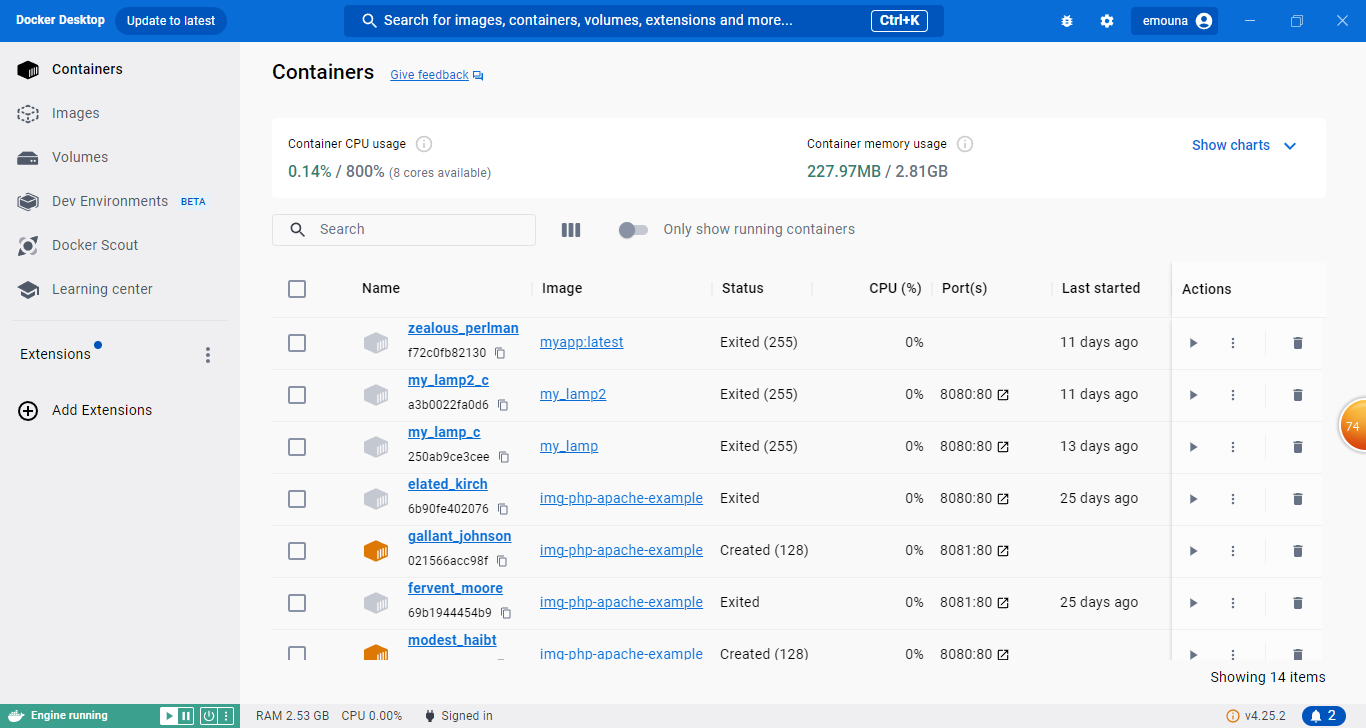 Docker Desktop Update to latest Search for images, containers, volumes, extensions and more... Ctrl+K emouna
Containers
Images
Volumes
Dev Environments BETA
Docker Scout
Learning center
Extensions
Add Extensions
Containers Give feedback
Container CPU usage
0.14% / 800% (8 cores available)
Container memory usage
227.97MB / 2.81GB
Show charts
Search
Only show running containers
Name Image Status CPU (%) Port(s) Last started Actions
zealous_perlman
f72c0fb82130
myapp:latest Exited (255) 0% 11 days ago
my_lamp2_c
a3b0022fa0d6
my_lamp2 Exited (255) 0% 8080:80 11 days ago
my_lamp_c
250ab9ce3cee
my_lamp Exited (255) 0% 8080:80 13 days ago
elated_kirch
6b90fe402076
img-php-apache-example Exited 0% 8080:80 25 days ago
gallant_johnson
021566acc98f
img-php-apache-example Created (128) 0% 8081:80
fervent_moore
69b1944454b9
img-php-apache-example Exited 0% 8081:80 25 days ago
modest_haibt
img-php-apache-example Created (128) 0% 8080:80
74
Showing 14 items
Engine running RAM 2.53 GB CPU 0.00% Signed in v4.25.2 2